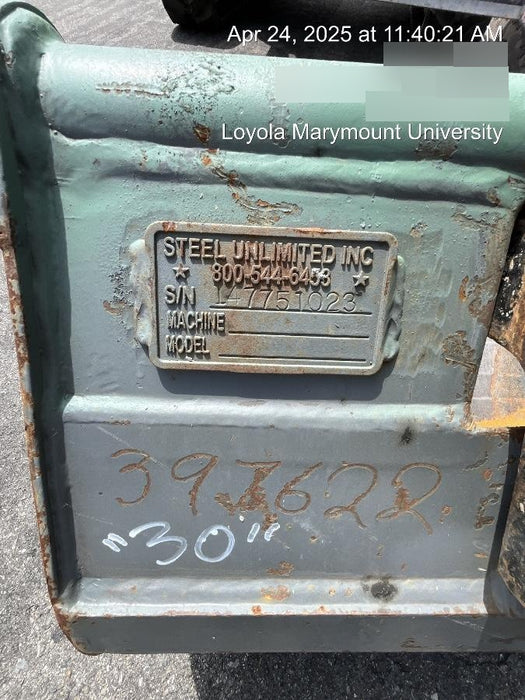 Apr 24, 2025 at 11:40:21 AM
Loyola Marymount University
STEEL UNLIMITED INC
800-544-6453
S/N 147751023
MACHINE
MODEL
397622
"30"